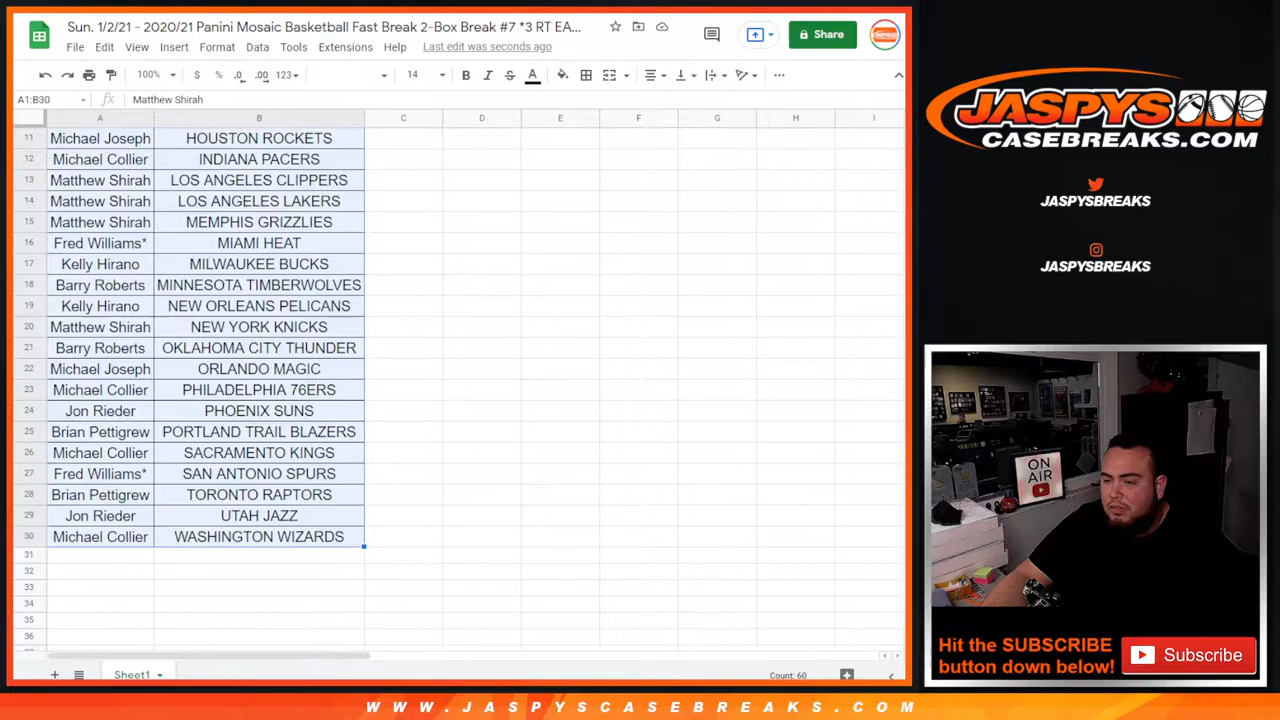 Sun. 1/2/21 - 2020/21 Panini Mosaic Basketball Fast Break 2-Box Break #7 *3 RT EA...
File Edit View Insert Format Data Tools Extensions Help Last edit was seconds ago
Share
100% $ % .0 .00 123 14 B I S A
A1:B30 fx Matthew Shirah
A B C D E F G H I
11 Michael Joseph HOUSTON ROCKETS
12 Michael Collier INDIANA PACERS
13 Matthew Shirah LOS ANGELES CLIPPERS
14 Matthew Shirah LOS ANGELES LAKERS
15 Matthew Shirah MEMPHIS GRIZZLIES
16 Fred Williams* MIAMI HEAT
17 Kelly Hirano MILWAUKEE BUCKS
18 Barry Roberts MINNESOTA TIMBERWOLVES
19 Kelly Hirano NEW ORLEANS PELICANS
20 Matthew Shirah NEW YORK KNICKS
21 Barry Roberts OKLAHOMA CITY THUNDER
22 Michael Joseph ORLANDO MAGIC
23 Michael Collier PHILADELPHIA 76ERS
24 Jon Rieder PHOENIX SUNS
25 Brian Pettigrew PORTLAND TRAIL BLAZERS
26 Michael Collier SACRAMENTO KINGS
27 Fred Williams* SAN ANTONIO SPURS
28 Brian Pettigrew TORONTO RAPTORS
29 Jon Rieder UTAH JAZZ
30 Michael Collier WASHINGTON WIZARDS
31
32
33
34
35
36
Sheet1 Count: 60
JASPYS
CASEBREAKS.COM
JASPYSBREAKS
JASPYSBREAKS
ON
AIR
Hit the SUBSCRIBE
button down below!
Subscribe
WWW.JASPYSCASEBREAKS.COM